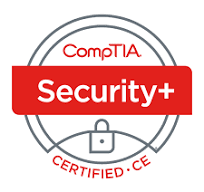 CompTIA.
Security+
CERTIFIED • CE